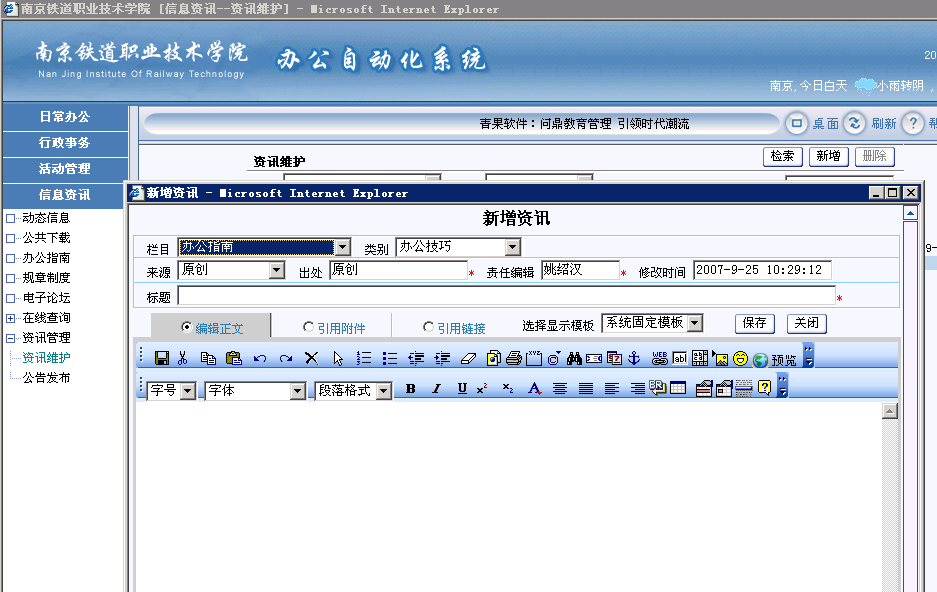 南京铁道职业技术学院 [信息资讯--资讯维护] - Microsoft Internet Explorer
南京铁道职业技术学院 办公自动化系统
Nan Jing Institute Of Railway Technology
20
南京, 今日白天 小雨转阴 ,
日常办公
行政事务
活动管理
信息资讯
动态信息
公共下载
办公指南
规章制度
电子论坛
在线查询
资讯管理
资讯维护
公告发布
青果软件：问鼎教育管理 引领时代潮流
桌面 刷新 ? 帮
资讯维护 检索 新增 删除
9-
新增资讯 - Microsoft Internet Explorer
新增资讯
栏目 办公指南 类别 办公技巧
来源 原创 出处 原创 * 责任编辑 姚绍汉 * 修改时间 2007-9-25 10:29:12
标题 *
编辑正文 引用附件 引用链接 选择显示模板 系统固定模板 保存 关闭
预览
字号 字体 段落格式 B I U x² x₂ A